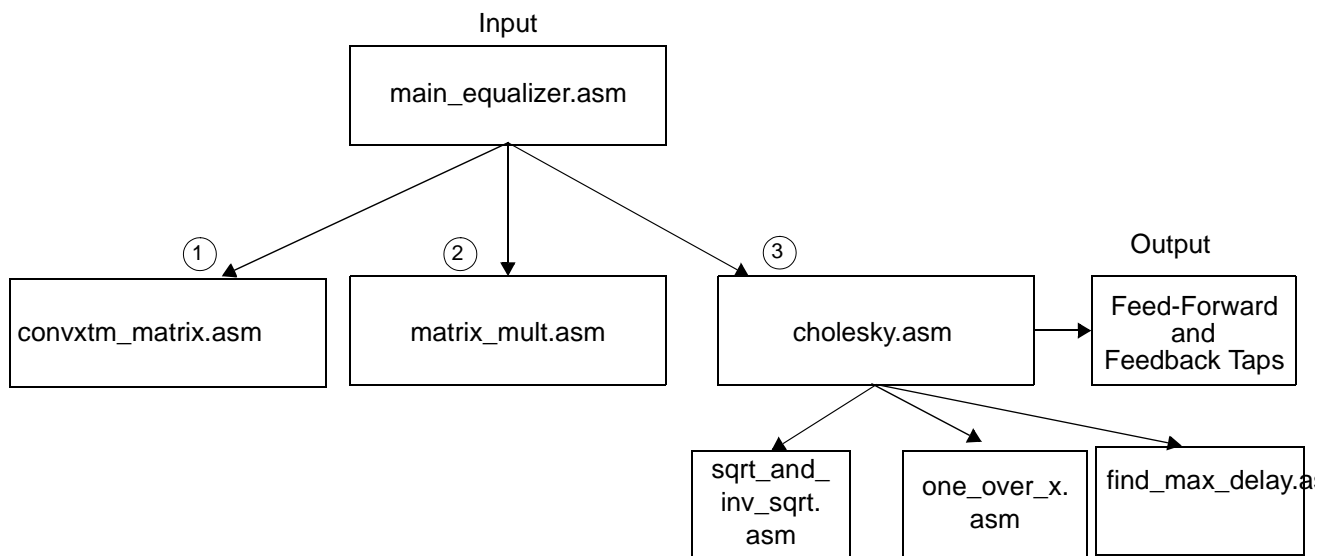 Input
main_equalizer.asm
1
2
3
Output
convxtm_matrix.asm
matrix_mult.asm
cholesky.asm
Feed-Forward
and
Feedback Taps
sqrt_and_
inv_sqrt.
asm
one_over_x.
asm
find_max_delay.a